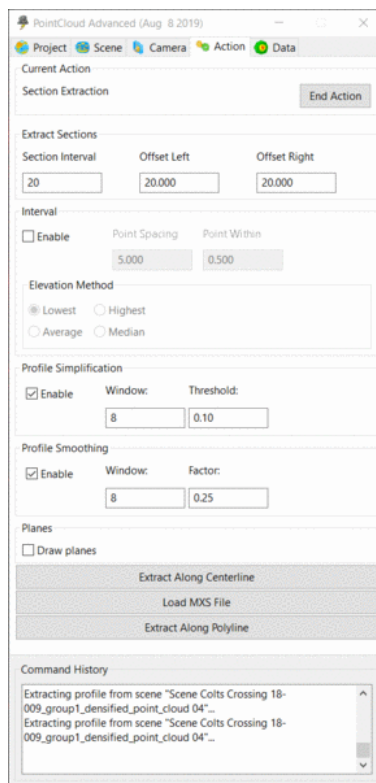 PointCloud Advanced (Aug 8 2019)
Project Scene Camera Action Data
Current Action
Section Extraction
End Action
Extract Sections
Section Interval Offset Left Offset Right
20 20.000 20.000
Interval
Enable Point Spacing Point Within
5.000 0.500
Elevation Method
Lowest Highest
Average Median
Profile Simplification
Enable Window: Threshold:
8 0.10
Profile Smoothing
Enable Window: Factor:
8 0.25
Planes
Draw planes
Extract Along Centerline
Load MXS File
Extract Along Polyline
Command History
Extracting profile from scene "Scene Colts Crossing 18-
009_group1_densified_point_cloud 04"...
Extracting profile from scene "Scene Colts Crossing 18-
009_group1_densified_point_cloud 04"...